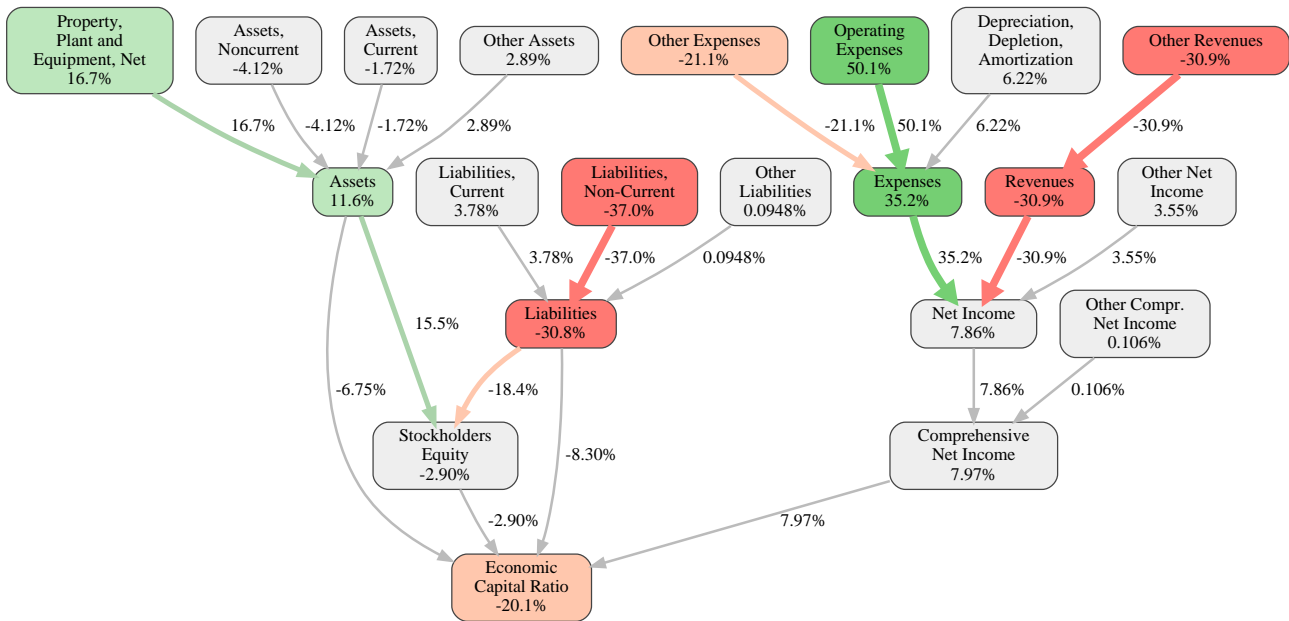 Property,
Plant and
Equipment, Net
16.7%
Assets,
Noncurrent
-4.12%
Assets,
Current
-1.72%
Other Assets
2.89%
Other Expenses
-21.1%
Operating
Expenses
50.1%
Depreciation,
Depletion,
Amortization
6.22%
Other Revenues
-30.9%
16.7%
-4.12%
-1.72%
2.89%
-21.1%
50.1%
6.22%
-30.9%
Assets
11.6%
Liabilities,
Current
3.78%
Liabilities,
Non-Current
-37.0%
Other
Liabilities
0.0948%
Expenses
35.2%
Revenues
-30.9%
Other Net
Income
3.55%
3.78%
-37.0%
0.0948%
35.2%
-30.9%
3.55%
Liabilities
-30.8%
Net Income
7.86%
Other Compr.
Net Income
0.106%
15.5%
-6.75%
-18.4%
7.86%
0.106%
Stockholders
Equity
-2.90%
-8.30%
Comprehensive
Net Income
7.97%
-2.90%
7.97%
Economic
Capital Ratio
-20.1%